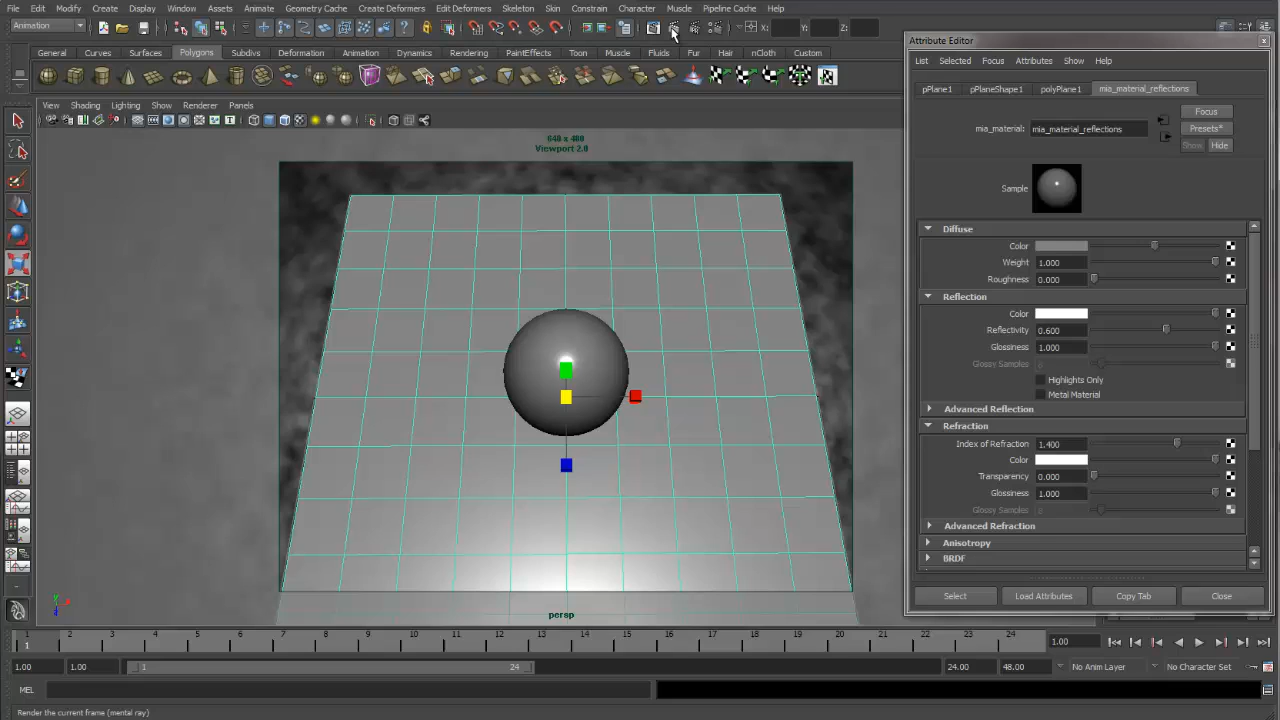 File Edit Modify Create Display Window Assets Animate Geometry Cache Create Deformers Edit Deformers Skeleton Skin Constrain Character Muscle Pipeline Cache Help
Animation
X: Y: Z:
General Curves Surfaces Polygons Subdivs Deformation Animation Dynamics Rendering PaintEffects Toon Muscle Fluids Fur Hair nCloth Custom
View Shading Lighting Show Renderer Panels
640 x 480
Viewport 2.0
persp
Attribute Editor
List Selected Focus Attributes Show Help
pPlane1 pPlaneShape1 polyPlane1 mia_material_reflections
Focus
mia_material: mia_material_reflections Presets*
Show Hide
Sample
Diffuse
Color
Weight 1.000
Roughness 0.000
Reflection
Color
Reflectivity 0.600
Glossiness 1.000
Glossy Samples
Highlights Only
Metal Material
Advanced Reflection
Refraction
Index of Refraction 1.400
Color
Transparency 0.000
Glossiness 1.000
Glossy Samples
Advanced Refraction
Anisotropy
BRDF
Select Load Attributes Copy Tab Close
1 2 3 4 5 6 7 8 9 10 11 12 13 14 15 16 17 18 19 20 21 22 23 24
1 1.00
1.00 1.00 1 24 24.00 48.00 No Anim Layer No Character Set
MEL
Render the current frame (mental ray)